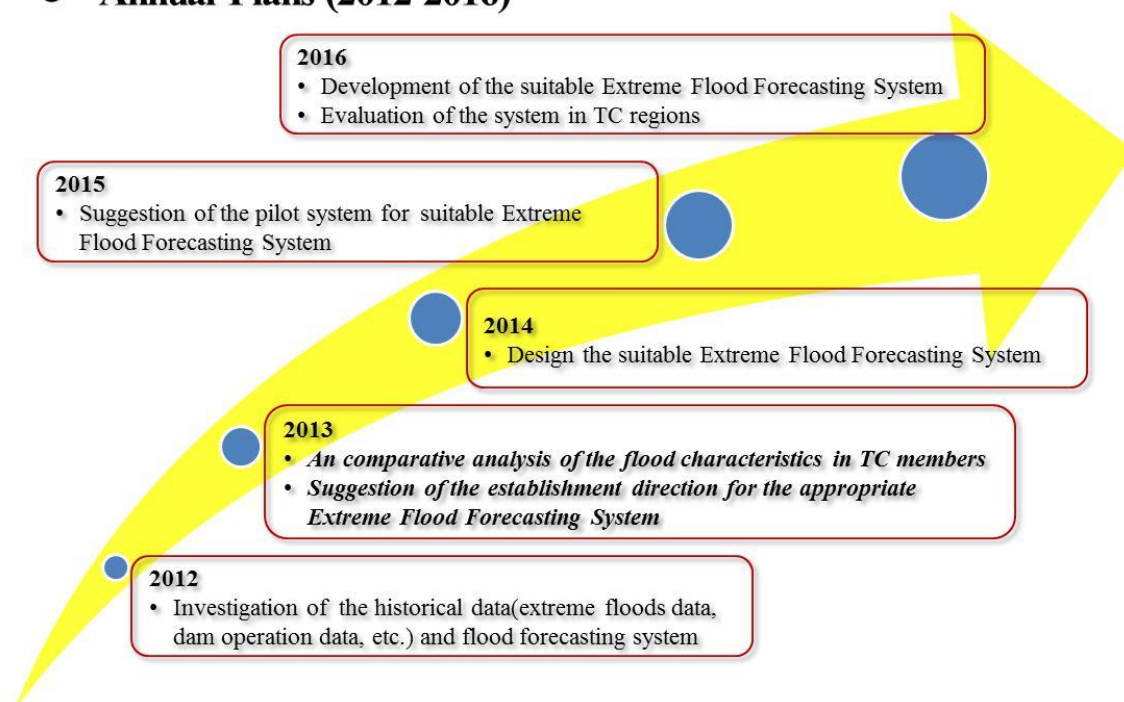 Annual Plans (2012-2016)
2016
• Development of the suitable Extreme Flood Forecasting System
• Evaluation of the system in TC regions
2015
• Suggestion of the pilot system for suitable Extreme
Flood Forecasting System
2014
• Design the suitable Extreme Flood Forecasting System
2013
• An comparative analysis of the flood characteristics in TC members
• Suggestion of the establishment direction for the appropriate
Extreme Flood Forecasting System
2012
• Investigation of the historical data(extreme floods data,
dam operation data, etc.) and flood forecasting system